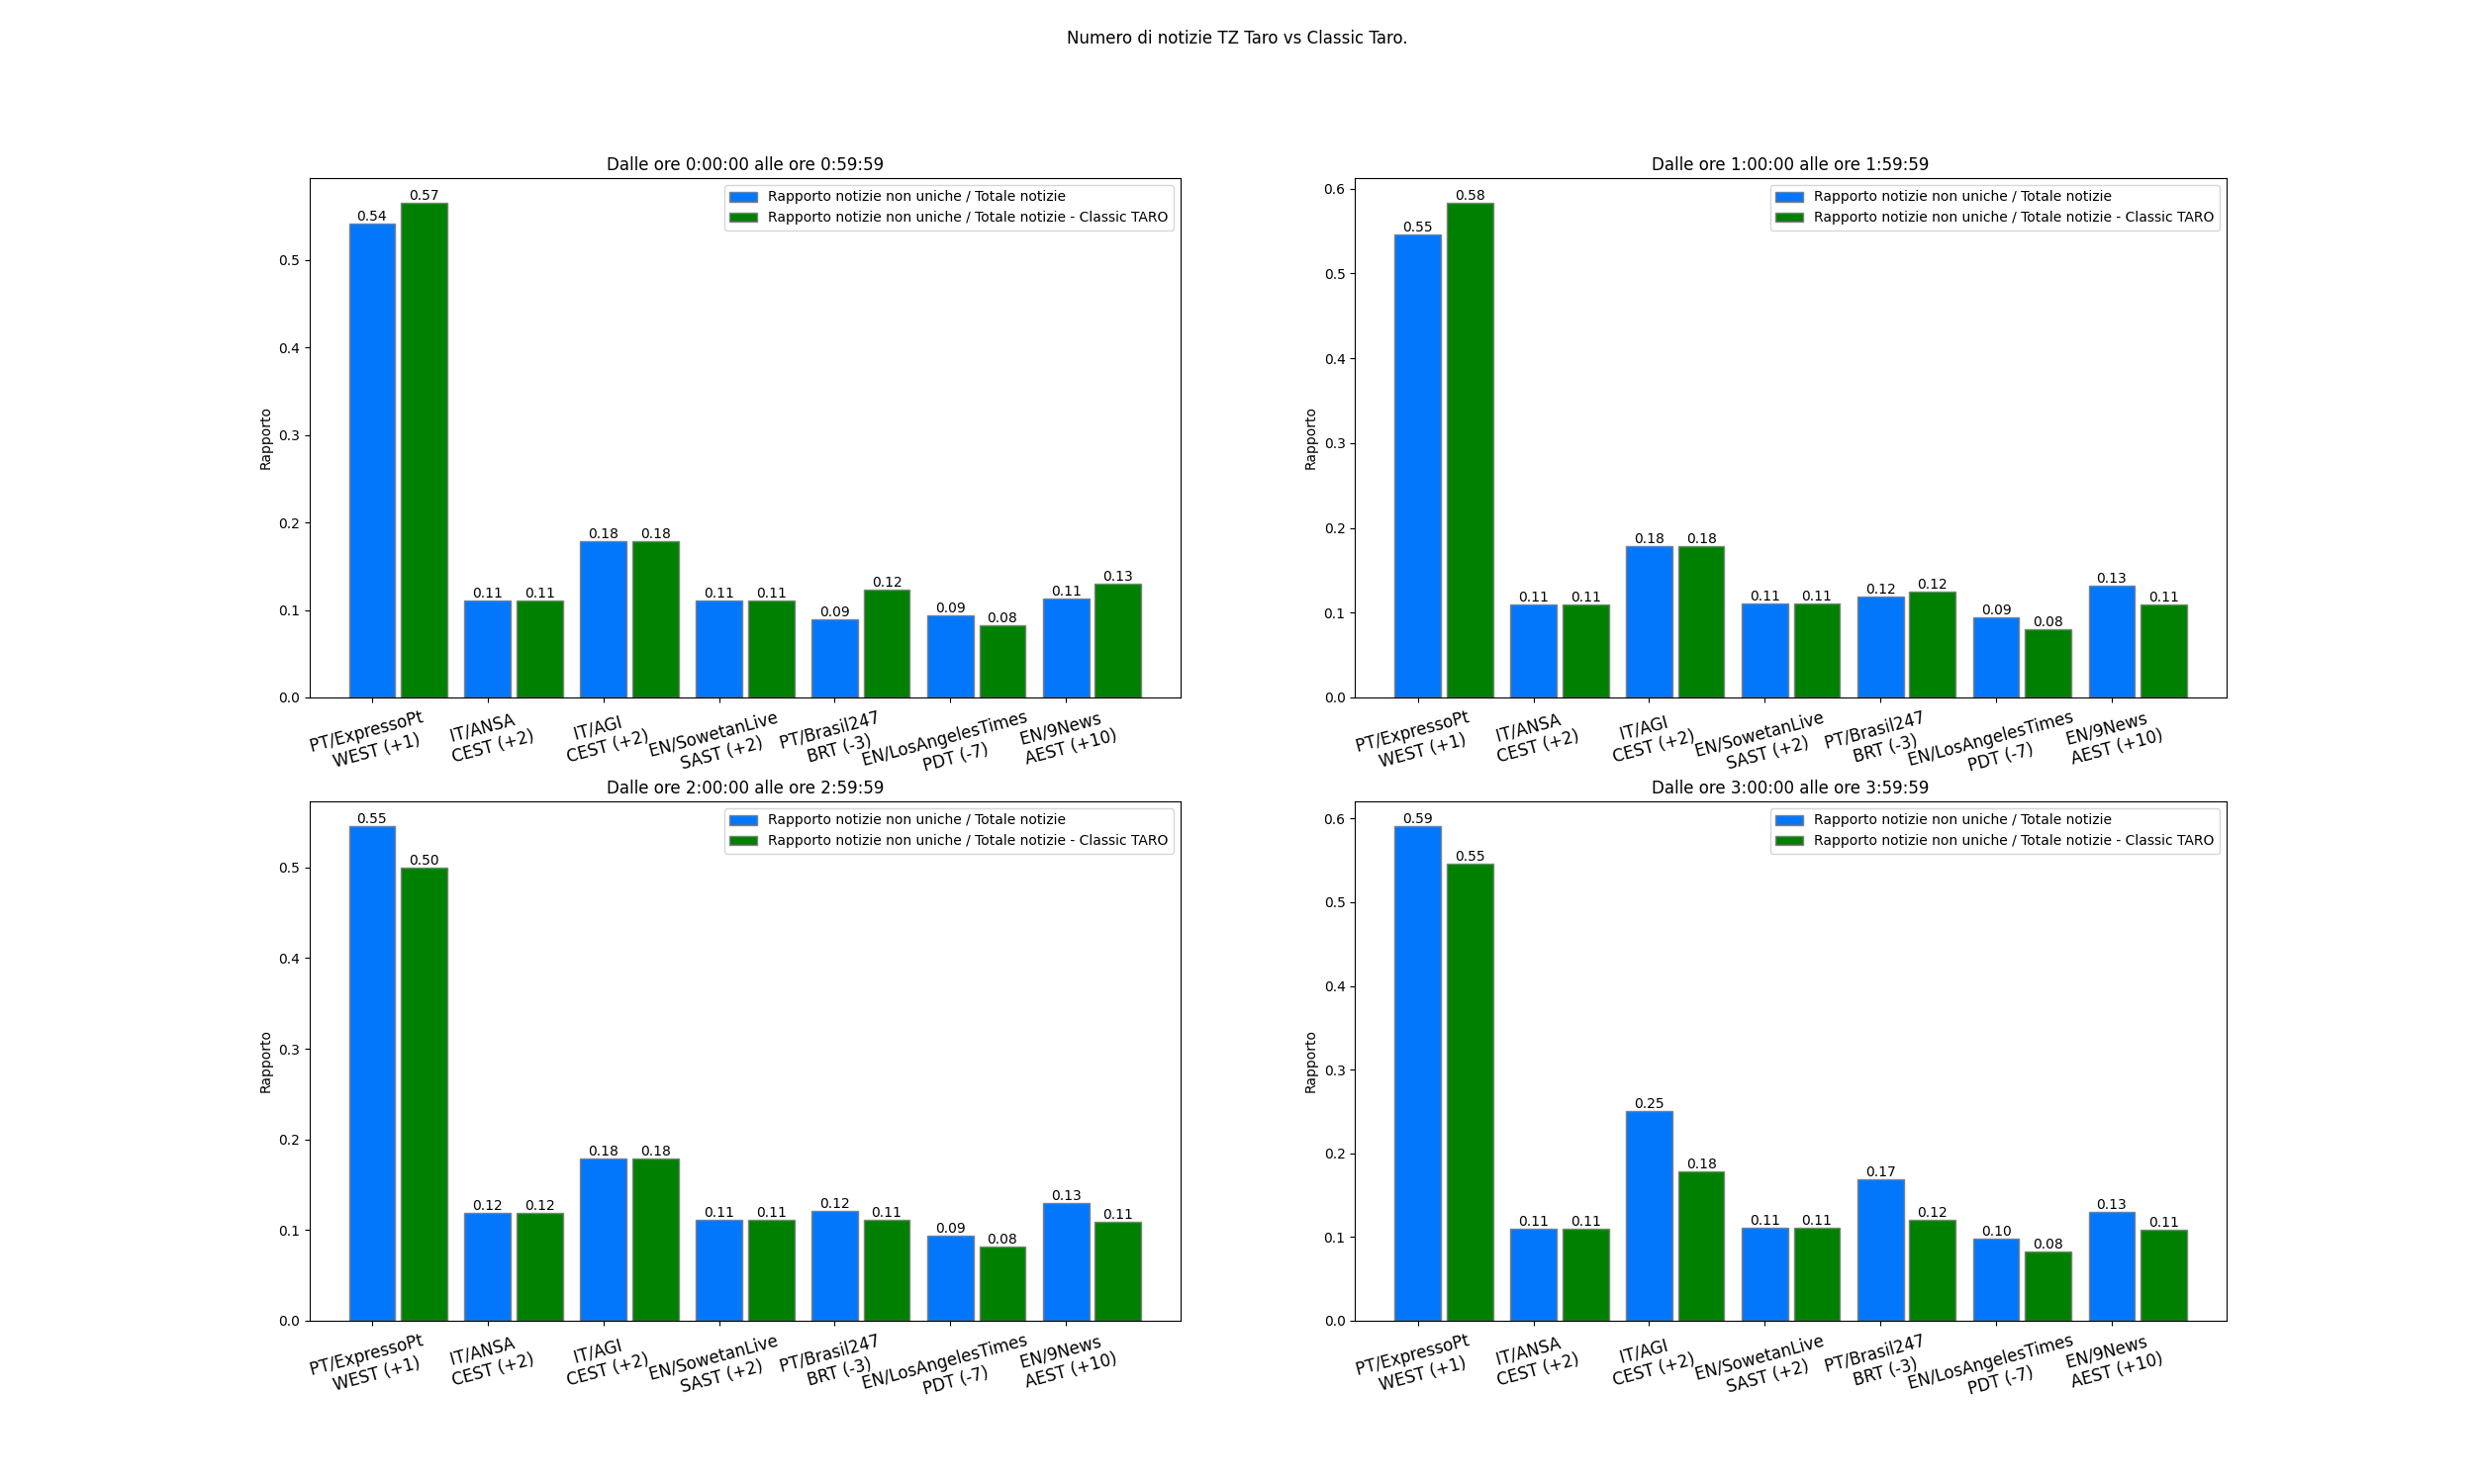 Numero di notizie TZ Taro vs Classic Taro.
Dalle ore 0:00:00 alle ore 0:59:59
Rapporto notizie non uniche / Totale notizie
Rapporto notizie non uniche / Totale notizie - Classic TARO
Rapporto
0.5
0.4
0.3
0.2
0.1
0.0
0.54
0.57
0.11
0.11
0.18
0.18
0.11
0.11
0.09
0.12
0.09
0.08
0.11
0.13
PT/ExpressoPt
WEST (+1)
IT/ANSA
CEST (+2)
IT/AGI
CEST (+2)
EN/SowetanLive
SAST (+2)
PT/Brasil247
BRT (-3)
EN/LosAngelesTimes
PDT (-7)
EN/9News
AEST (+10)
Dalle ore 1:00:00 alle ore 1:59:59
Rapporto notizie non uniche / Totale notizie
Rapporto notizie non uniche / Totale notizie - Classic TARO
Rapporto
0.6
0.5
0.4
0.3
0.2
0.1
0.0
0.55
0.58
0.11
0.11
0.18
0.18
0.11
0.11
0.12
0.12
0.09
0.08
0.13
0.11
PT/ExpressoPt
WEST (+1)
IT/ANSA
CEST (+2)
IT/AGI
CEST (+2)
EN/SowetanLive
SAST (+2)
PT/Brasil247
BRT (-3)
EN/LosAngelesTimes
PDT (-7)
EN/9News
AEST (+10)
Dalle ore 2:00:00 alle ore 2:59:59
Rapporto notizie non uniche / Totale notizie
Rapporto notizie non uniche / Totale notizie - Classic TARO
Rapporto
0.5
0.4
0.3
0.2
0.1
0.0
0.55
0.50
0.12
0.12
0.18
0.18
0.11
0.11
0.12
0.11
0.09
0.08
0.13
0.11
PT/ExpressoPt
WEST (+1)
IT/ANSA
CEST (+2)
IT/AGI
CEST (+2)
EN/SowetanLive
SAST (+2)
PT/Brasil247
BRT (-3)
EN/LosAngelesTimes
PDT (-7)
EN/9News
AEST (+10)
Dalle ore 3:00:00 alle ore 3:59:59
Rapporto notizie non uniche / Totale notizie
Rapporto notizie non uniche / Totale notizie - Classic TARO
Rapporto
0.6
0.5
0.4
0.3
0.2
0.1
0.0
0.59
0.55
0.11
0.11
0.25
0.18
0.11
0.11
0.17
0.12
0.10
0.08
0.13
0.11
PT/ExpressoPt
WEST (+1)
IT/ANSA
CEST (+2)
IT/AGI
CEST (+2)
EN/SowetanLive
SAST (+2)
PT/Brasil247
BRT (-3)
EN/LosAngelesTimes
PDT (-7)
EN/9News
AEST (+10)